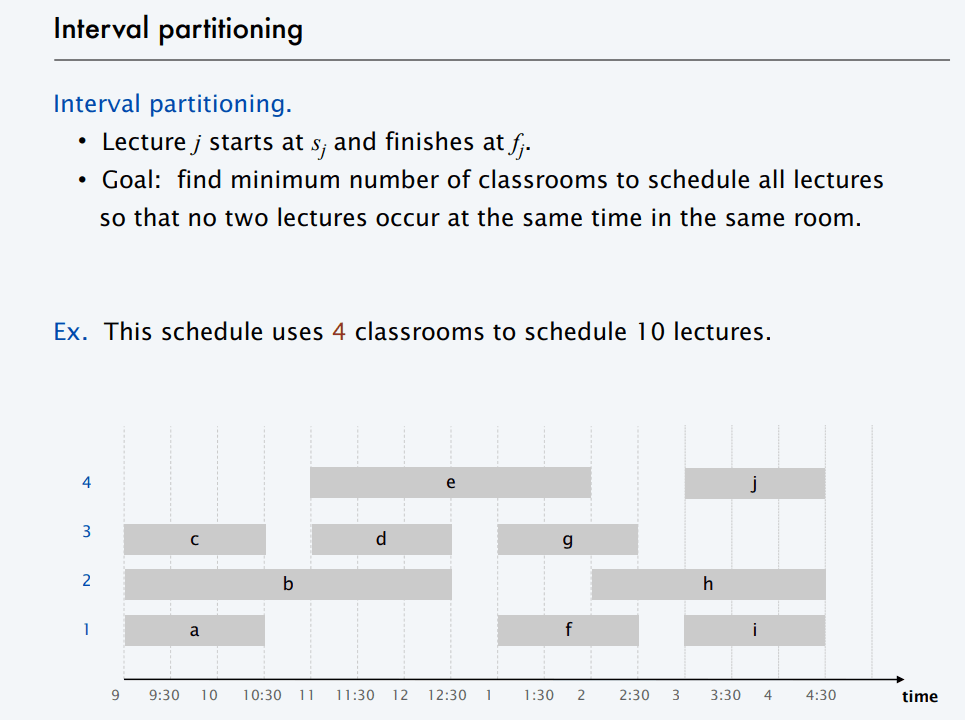 Interval partitioning
Interval partitioning.
• Lecture j starts at sj and finishes at fj.
• Goal: find minimum number of classrooms to schedule all lectures
so that no two lectures occur at the same time in the same room.
Ex. This schedule uses 4 classrooms to schedule 10 lectures.
4 e j
3 c d g
2 b h
1 a f i
9 9:30 10 10:30 11 11:30 12 12:30 1 1:30 2 2:30 3 3:30 4 4:30 time